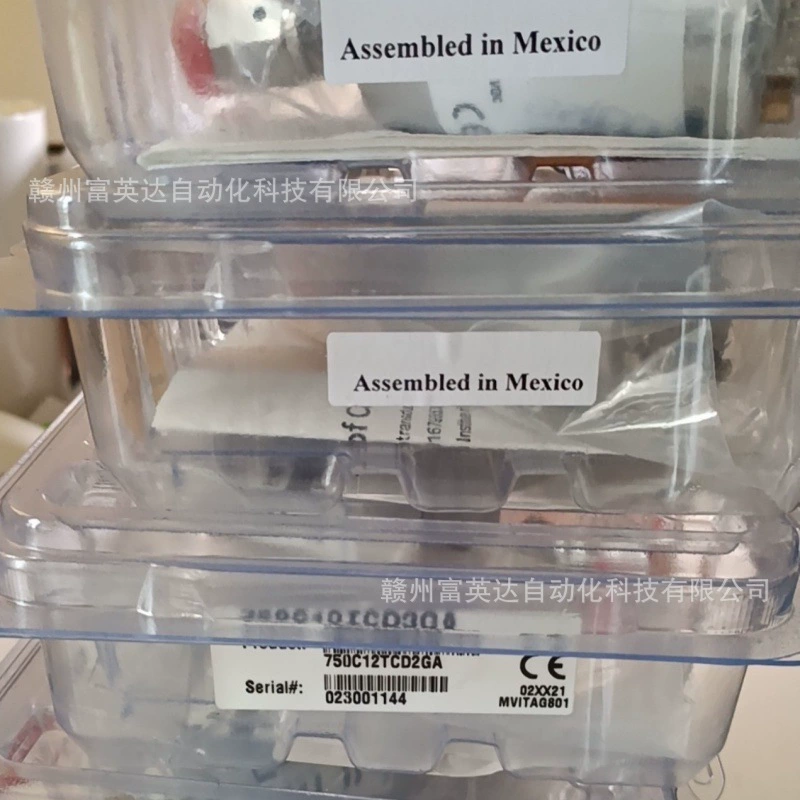 Assembled in Mexico
CE
赣州富英达自动化科技有限公司
Assembled in Mexico
of C
赣州富英达自动化科技有限公司
750C12TCD2GA
CE
Serial#:
023001144
02XX21
MVITAG801